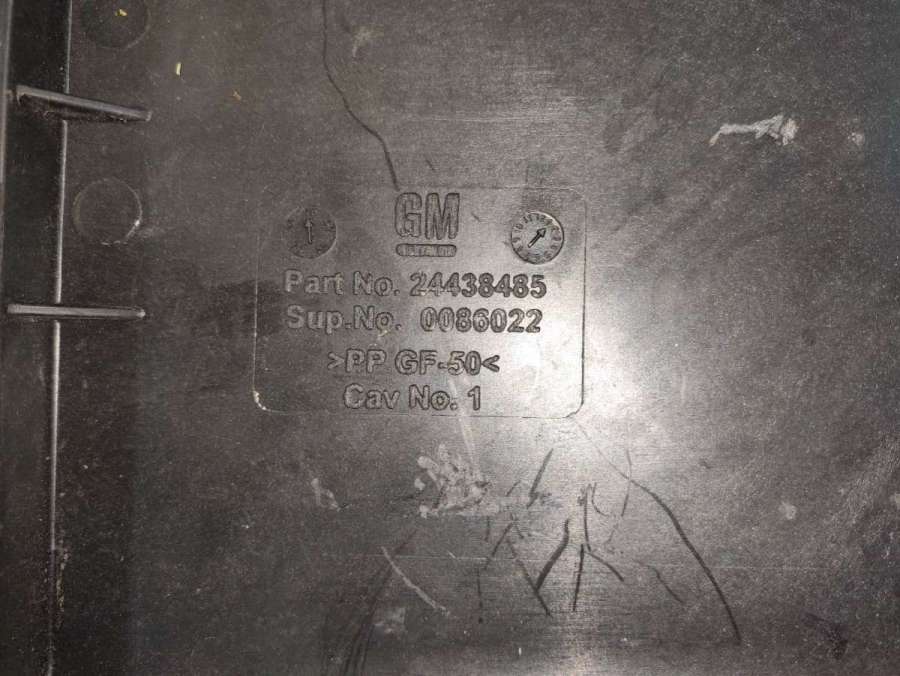 GM
Part No. 24438485
Sup.No. 0086022
>PP GF-50<
Cav No. 1